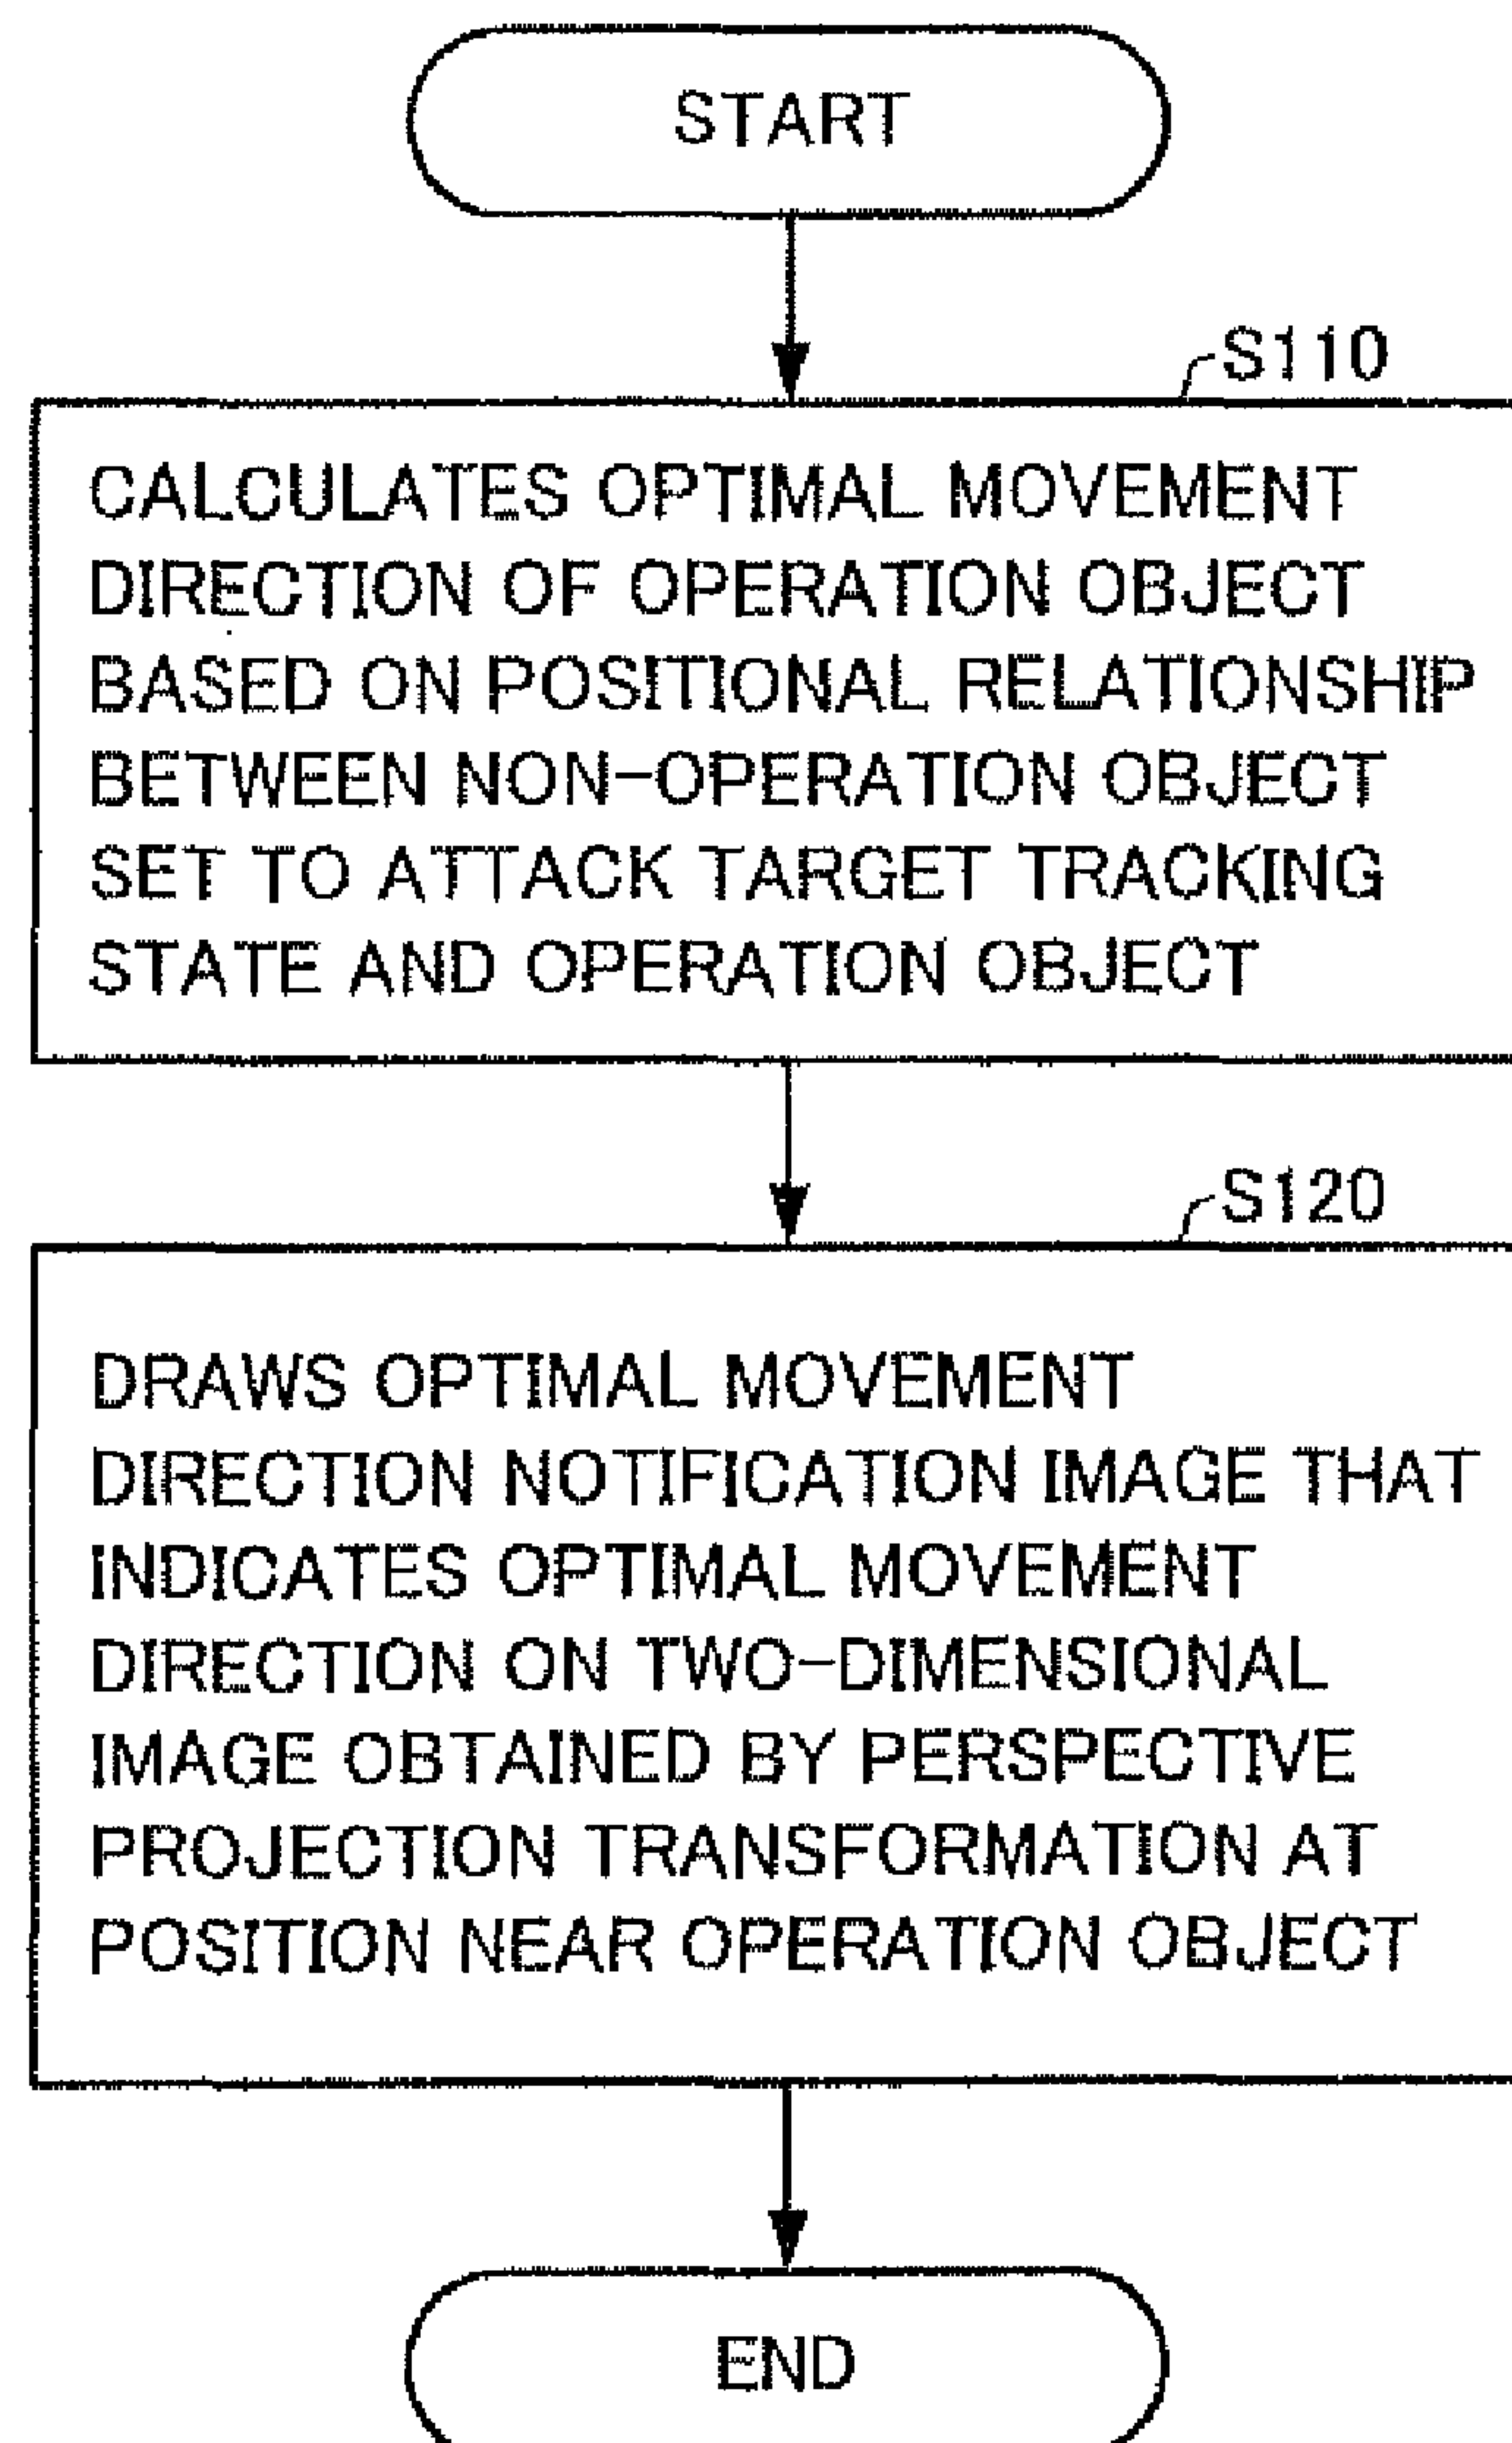 START
S110
CALCULATES OPTIMAL MOVEMENT
DIRECTION OF OPERATION OBJECT
BASED ON POSITIONAL RELATIONSHIP
BETWEEN NON-OPERATION OBJECT
SET TO ATTACK TARGET TRACKING
STATE AND OPERATION OBJECT
S120
DRAWS OPTIMAL MOVEMENT
DIRECTION NOTIFICATION IMAGE THAT
INDICATES OPTIMAL MOVEMENT
DIRECTION ON TWO-DIMENSIONAL
IMAGE OBTAINED BY PERSPECTIVE
PROJECTION TRANSFORMATION AT
POSITION NEAR OPERATION OBJECT
END